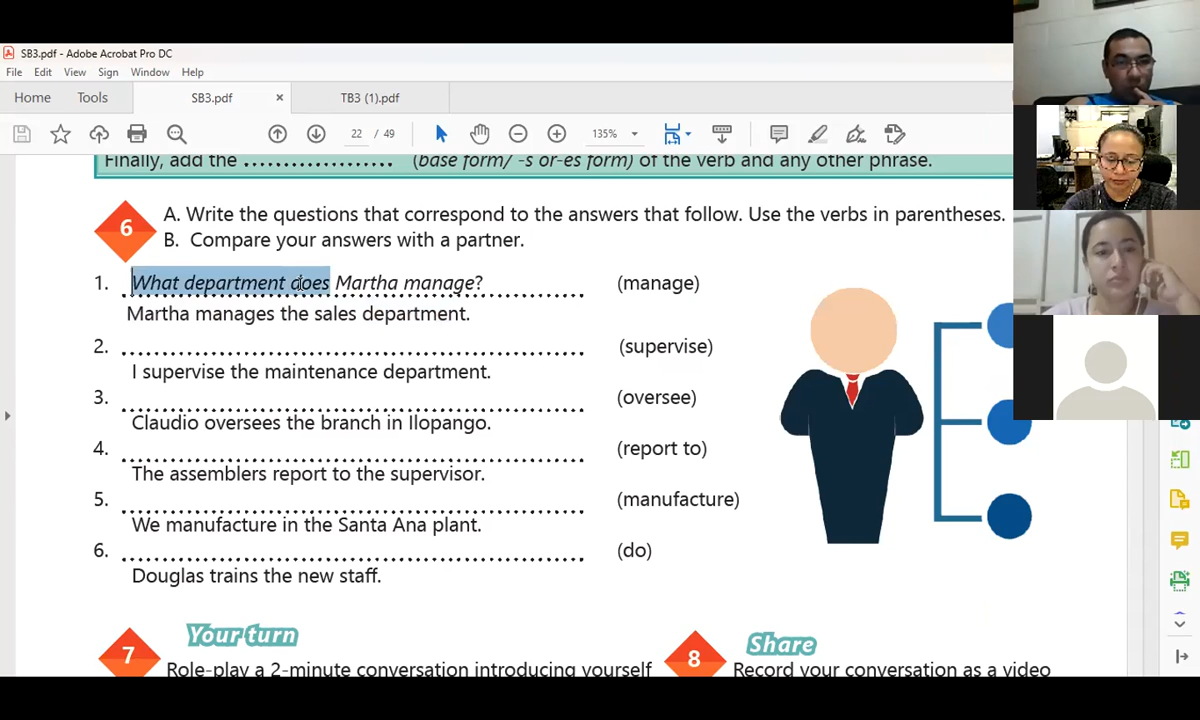 SB3.pdf - Adobe Acrobat Pro DC
File Edit View Sign Window Help
Home Tools SB3.pdf × TB3 (1).pdf
22 / 49 135%
Finally, add the .................... (base form/ -s or-es form) of the verb and any other phrase.
6 A. Write the questions that correspond to the answers that follow. Use the verbs in parentheses.
B. Compare your answers with a partner.
1. What department does Martha manage? (manage)
Martha manages the sales department.
2. (supervise)
I supervise the maintenance department.
3. (oversee)
Claudio oversees the branch in Ilopango.
4. (report to)
The assemblers report to the supervisor.
5. (manufacture)
We manufacture in the Santa Ana plant.
6. (do)
Douglas trains the new staff.
7 Your turn
Role-play a 2-minute conversation introducing yourself
8 Share
Record your conversation as a video